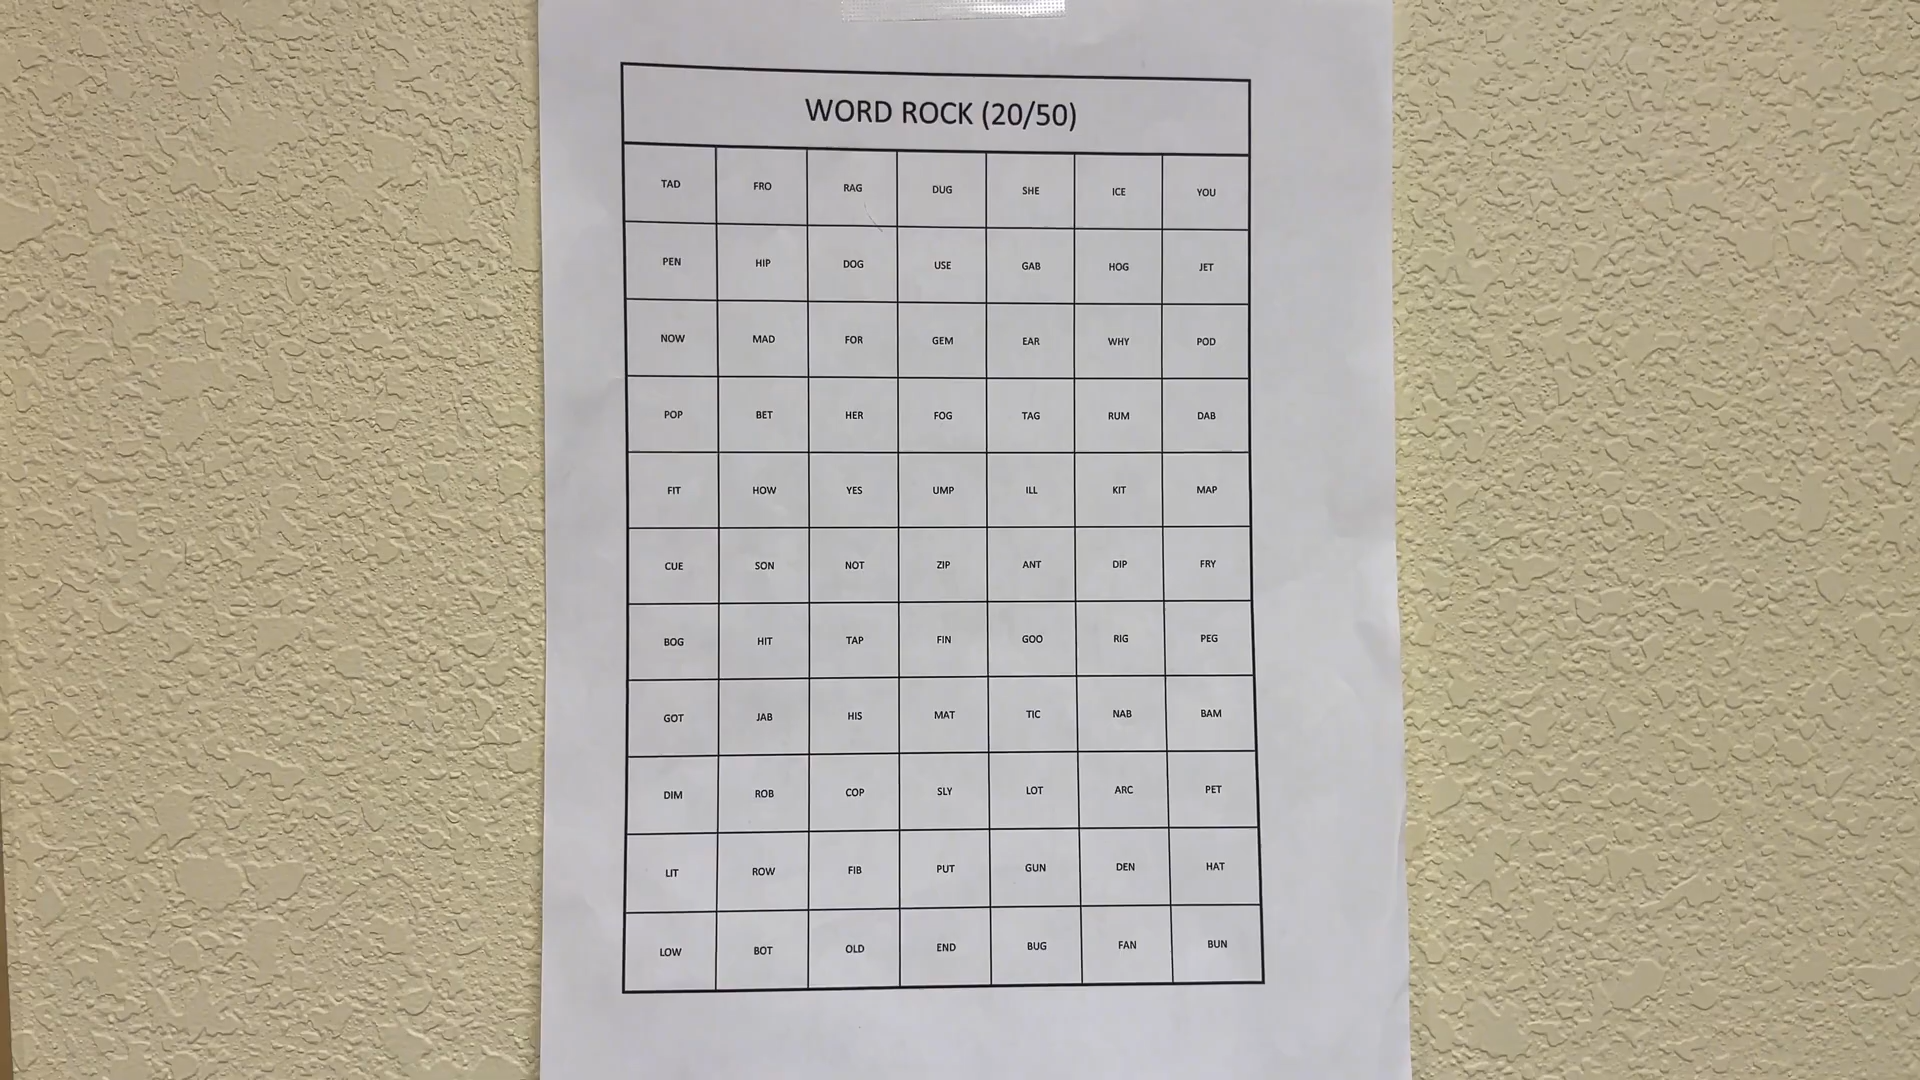 WORD ROCK (20/50)
TAD FRO RAG DUG SHE ICE YOU
PEN HIP DOG USE GAB HOG JET
NOW MAD FOR GEM EAR WHY POD
POP BET HER FOG TAG RUM DAB
FIT HOW YES UMP ILL KIT MAP
CUE SON NOT ZIP ANT DIP FRY
BOG HIT TAP FIN GOO RIG PEG
GOT JAB HIS MAT TIC NAB BAM
DIM ROB COP SLY LOT ARC PET
LIT ROW FIB PUT GUN DEN HAT
LOW BOT OLD END BUG FAN BUN